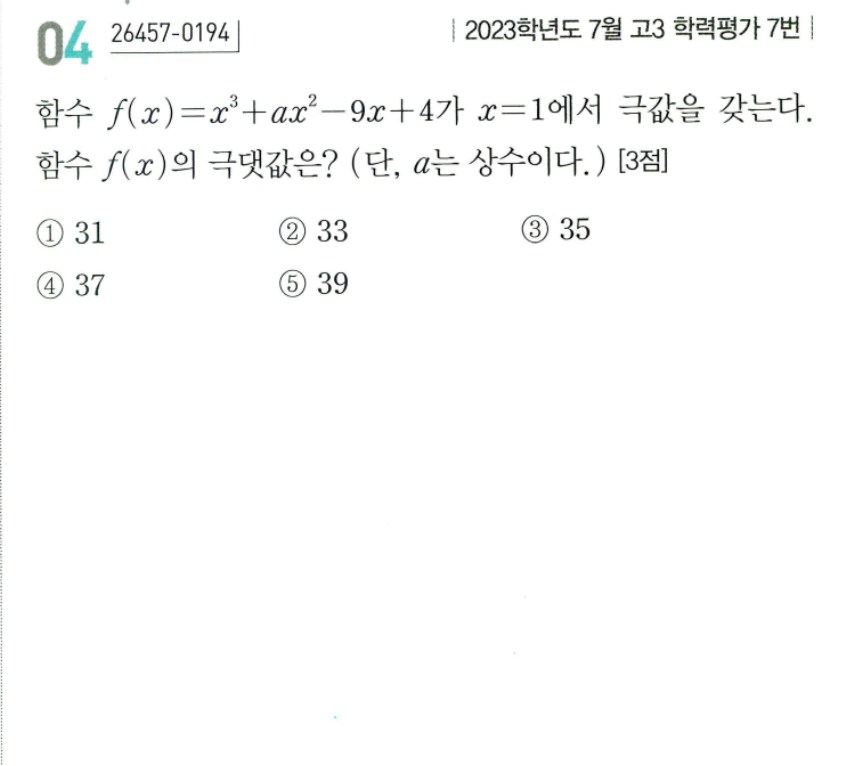 04 26457-0194 | 2023학년도 7월 고3 학력평가 7번 |
함수 f(x)=x³+ax²-9x+4가 x=1에서 극값을 갖는다.
함수 f(x)의 극댓값은? (단, a는 상수이다.) [3점]
① 31 ② 33 ③ 35
④ 37 ⑤ 39